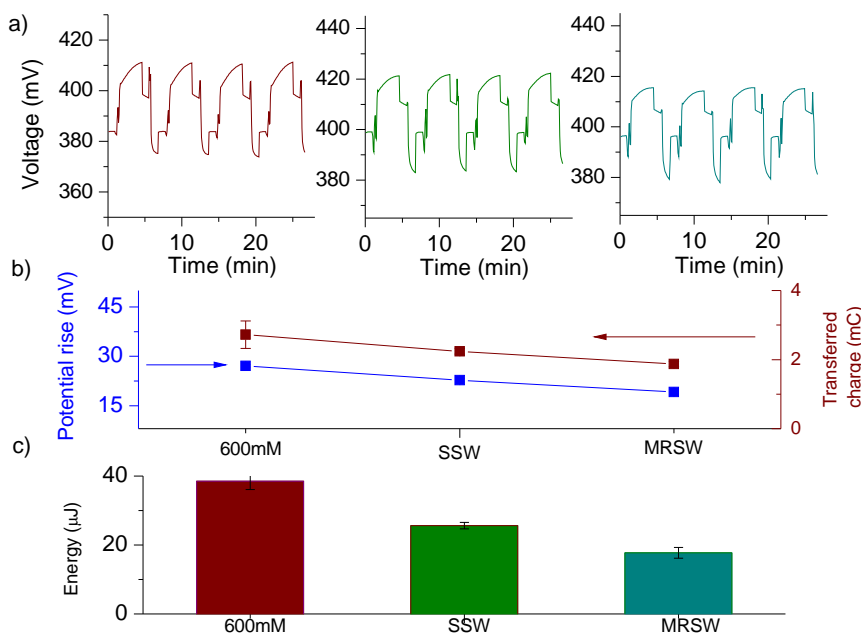 a)
Voltage (mV)
420
400
380
360
0
10
20
Time (min)
440
420
400
380
0
10
20
Time (min)
440
420
400
380
0
10
20
Time (min)
b)
Potential rise (mV)
45
30
15
4
2
0
Transferred
charge (mC)
600mM
SSW
MRSW
c)
Energy (μJ)
40
20
0
600mM
SSW
MRSW